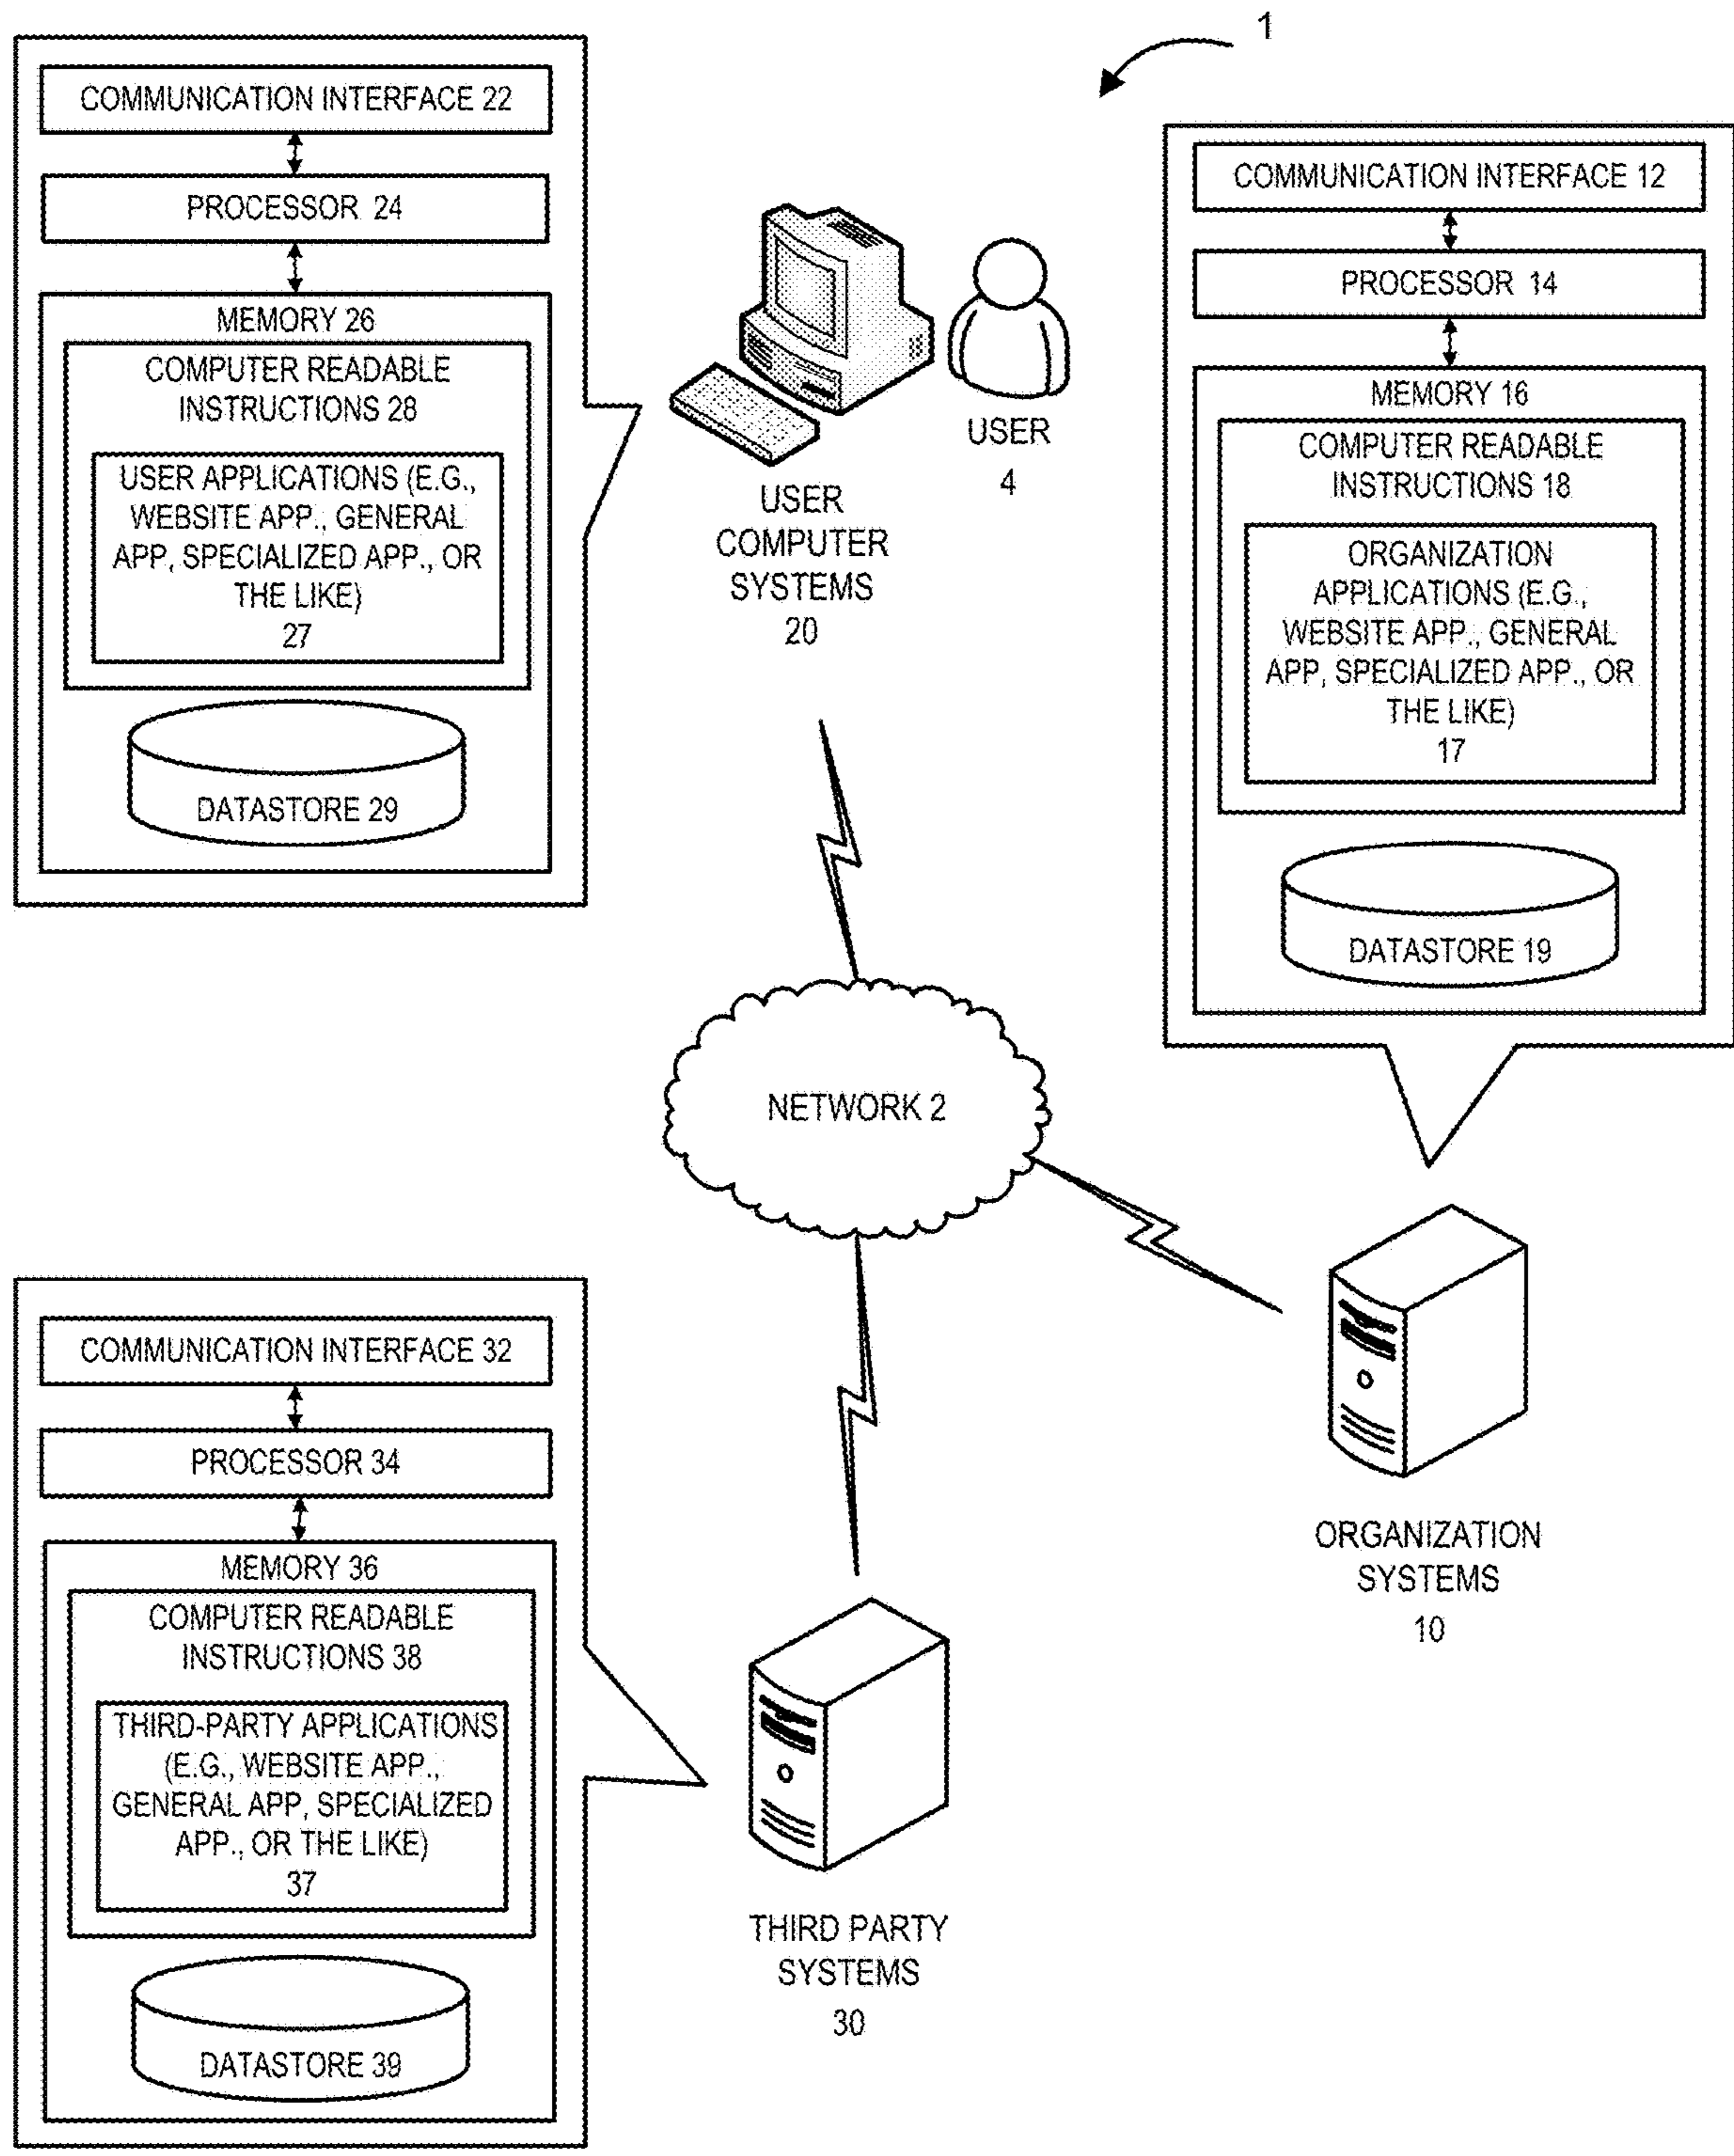 1
COMMUNICATION INTERFACE 22
PROCESSOR 24
MEMORY 26
COMPUTER READABLE
INSTRUCTIONS 28
USER APPLICATIONS (E.G.,
WEBSITE APP., GENERAL
APP, SPECIALIZED APP., OR
THE LIKE)
27
DATASTORE 29
USER
COMPUTER
SYSTEMS
20
USER
4
COMMUNICATION INTERFACE 12
PROCESSOR 14
MEMORY 16
COMPUTER READABLE
INSTRUCTIONS 18
ORGANIZATION
APPLICATIONS (E.G.,
WEBSITE APP., GENERAL
APP, SPECIALIZED APP., OR
THE LIKE)
17
DATASTORE 19
NETWORK 2
ORGANIZATION
SYSTEMS
10
COMMUNICATION INTERFACE 32
PROCESSOR 34
MEMORY 36
COMPUTER READABLE
INSTRUCTIONS 38
THIRD-PARTY APPLICATIONS
(E.G., WEBSITE APP.,
GENERAL APP, SPECIALIZED
APP., OR THE LIKE)
37
DATASTORE 39
THIRD PARTY
SYSTEMS
30